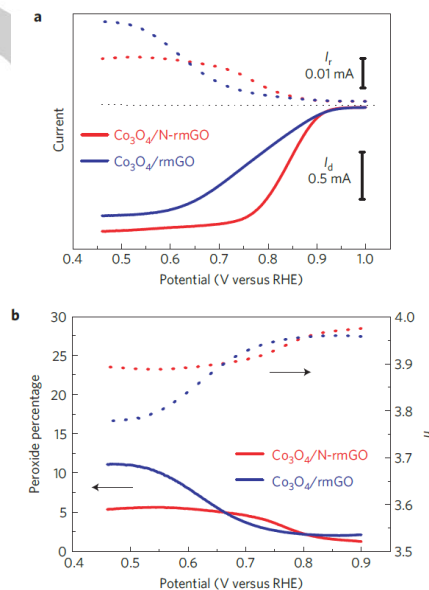 a
I_r
0.01 mA
Current
Co₃O₄/N-rmGO
Co₃O₄/rmGO
I_d
0.5 mA
0.4 0.5 0.6 0.7 0.8 0.9 1.0
Potential (V versus RHE)
b
30
25
20
15
10
5
0
Peroxide percentage
4.0
3.9
3.8
3.7
3.6
3.5
n
Co₃O₄/N-rmGO
Co₃O₄/rmGO
0.4 0.5 0.6 0.7 0.8 0.9
Potential (V versus RHE)